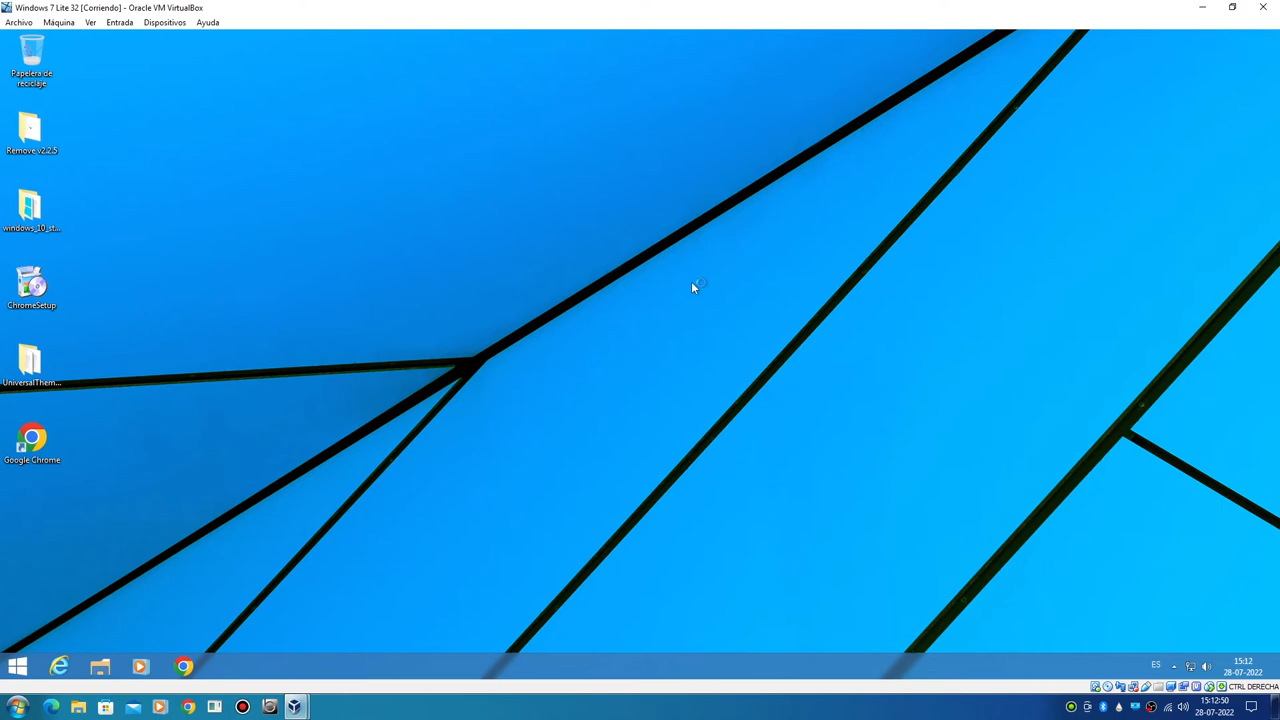 Windows 7 Lite 32 [Corriendo] - Oracle VM VirtualBox
Archivo Máquina Ver Entrada Dispositivos Ayuda
Papelera de
reciclaje
Remove v2.2.5
windows_10_st...
ChromeSetup
UniversalThem...
Google Chrome
ES
15:12
28-07-2022
CTRL DERECHA
15:12:50
28-07-2022